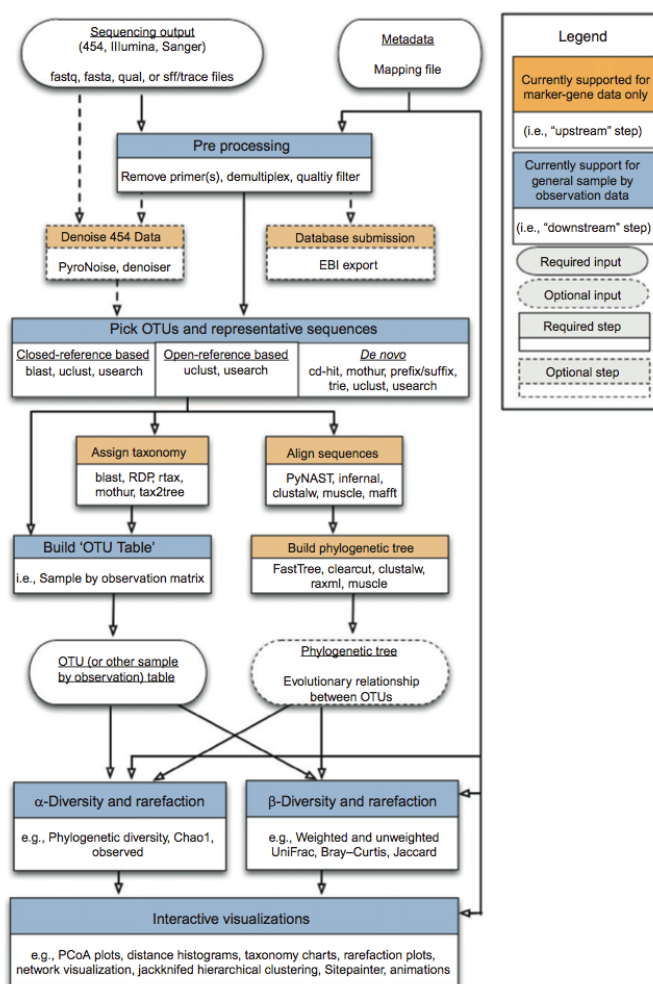 Sequencing output
(454, Illumina, Sanger)
fastq, fasta, qual, or sff/trace files
Metadata
Mapping file
Legend
Currently supported for
marker-gene data only
(i.e., “upstream” step)
Currently support for
general sample by
observation data
(i.e., “downstream” step)
Required input
Optional input
Required step
Optional step
Pre processing
Remove primer(s), demultiplex, qualtiy filter
Denoise 454 Data
PyroNoise, denoiser
Database submission
EBI export
Pick OTUs and representative sequences
Closed-reference based
blast, uclust, usearch
Open-reference based
uclust, usearch
De novo
cd-hit, mothur, prefix/suffix,
trie, uclust, usearch
Assign taxonomy
blast, RDP, rtax,
mothur, tax2tree
Align sequences
PyNAST, infernal,
clustalw, muscle, mafft
Build ‘OTU Table’
i.e., Sample by observation matrix
Build phylogenetic tree
FastTree, clearcut, clustalw,
raxml, muscle
OTU (or other sample
by observation) table
Phylogenetic tree
Evolutionary relationship
between OTUs
α-Diversity and rarefaction
e.g., Phylogenetic diversity, Chao1,
observed
β-Diversity and rarefaction
e.g., Weighted and unweighted
UniFrac, Bray–Curtis, Jaccard
Interactive visualizations
e.g., PCoA plots, distance histograms, taxonomy charts, rarefaction plots,
network visualization, jackknifed hierarchical clustering, Sitepainter, animations